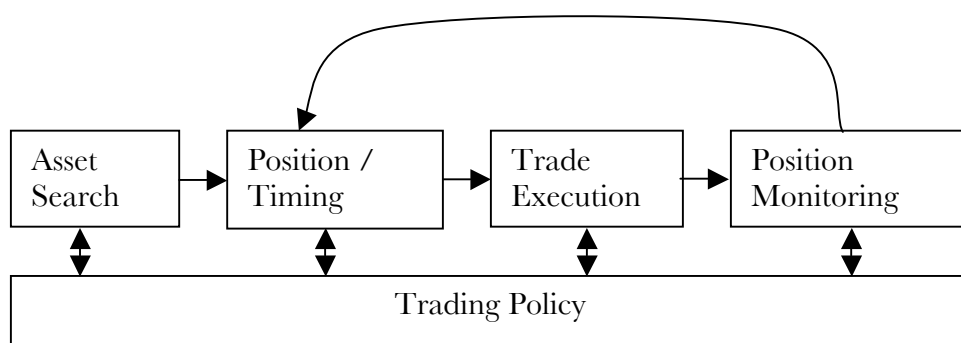 Asset
Search
Position /
Timing
Trade
Execution
Position
Monitoring
Trading Policy